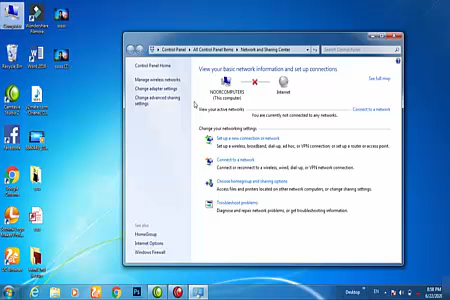 Control Panel ▸ All Control Panel Items ▸ Network and Sharing Center
Search Control Panel
Control Panel Home
Manage wireless networks
Change adapter settings
Change advanced sharing
settings
View your basic network information and set up connections
See full map
NOORCOMPUTERS
(This computer)
Internet
View your active networks
Connect to a network
You are currently not connected to any networks.
Change your networking settings
Set up a new connection or network
Set up a wireless, broadband, dial-up, ad hoc, or VPN connection; or set up a router or access point.
Connect to a network
Connect or reconnect to a wireless, wired, dial-up, or VPN network connection.
Choose homegroup and sharing options
Access files and printers located on other network computers, or change sharing settings.
Troubleshoot problems
Diagnose and repair network problems, or get troubleshooting information.
See also
HomeGroup
Internet Options
Windows Firewall
Computer
Recycle Bin
Facebook
Google
Chrome
Desktop
EN
8:58 PM
6/22/2020